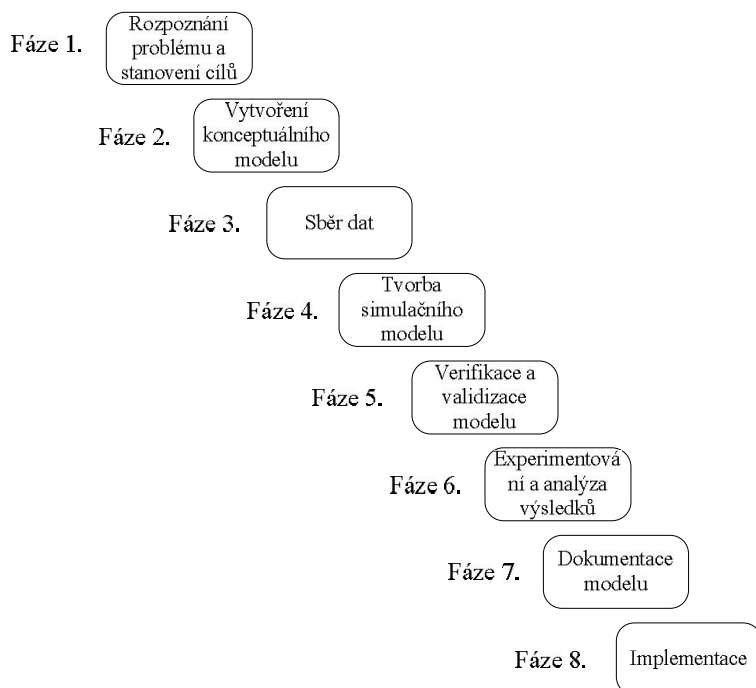 Fáze 1.
Rozpoznání
problému a
stanovení cílů
Fáze 2.
Vytvoření
konceptuálního
modelu
Fáze 3.
Sběr dat
Fáze 4.
Tvorba
simulačního
modelu
Fáze 5.
Verifikace a
validizace
modelu
Fáze 6.
Experimentová
ní a analýza
výsledků
Fáze 7.
Dokumentace
modelu
Fáze 8.
Implementace